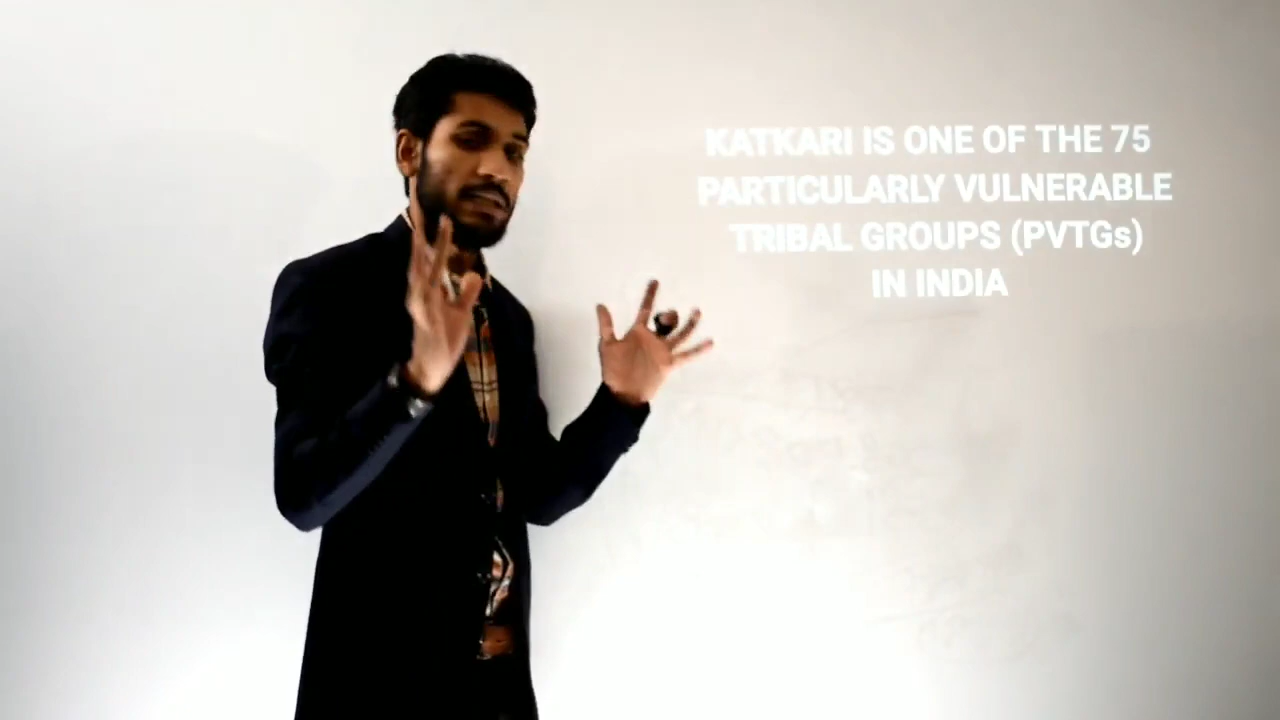 KATKARI IS ONE OF THE 75
PARTICULARLY VULNERABLE
TRIBAL GROUPS (PVTGs)
IN INDIA